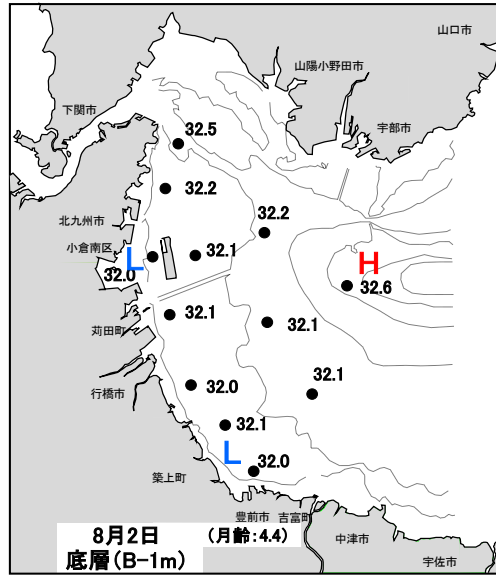 山口市
山陽小野田市
下関市
宇部市
32.5
32.2
北九州市
32.2
小倉南区
L
32.1
H
32.0
32.6
32.1
32.1
苅田町
32.1
行橋市
32.0
32.1
L
32.0
築上町
豊前市 吉富町
8月2日 (月齢:4.4)
中津市
底層(B-1m)
宇佐市